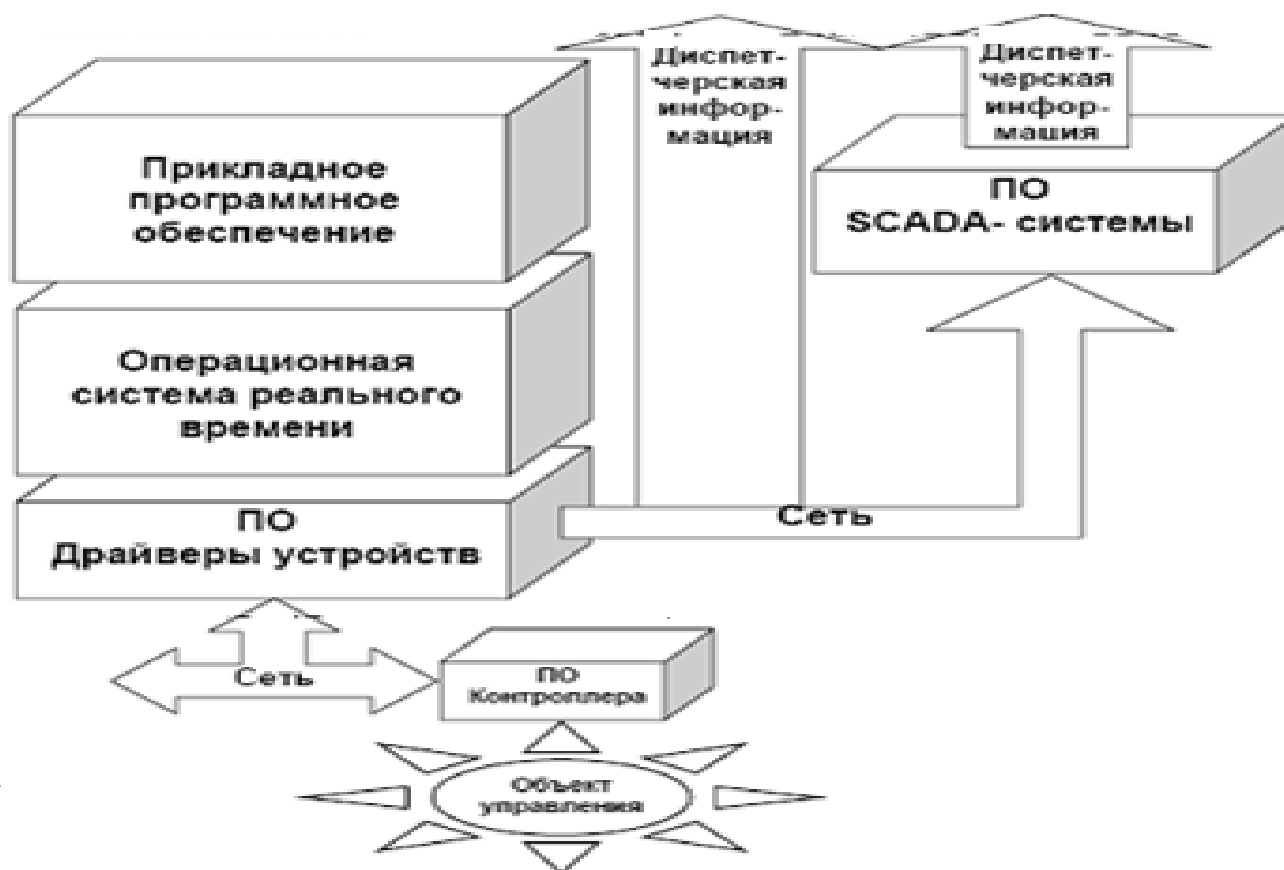 Диспет-
черская
инфор-
мация
Диспет-
черская
инфор-
мация
Прикладное
программное
обеспечение
ПО
SCADA- системы
Операционная
система реального
времени
ПО
Драйверы устройств
Сеть
Сеть
ПО
Контроллера
Объект
управления